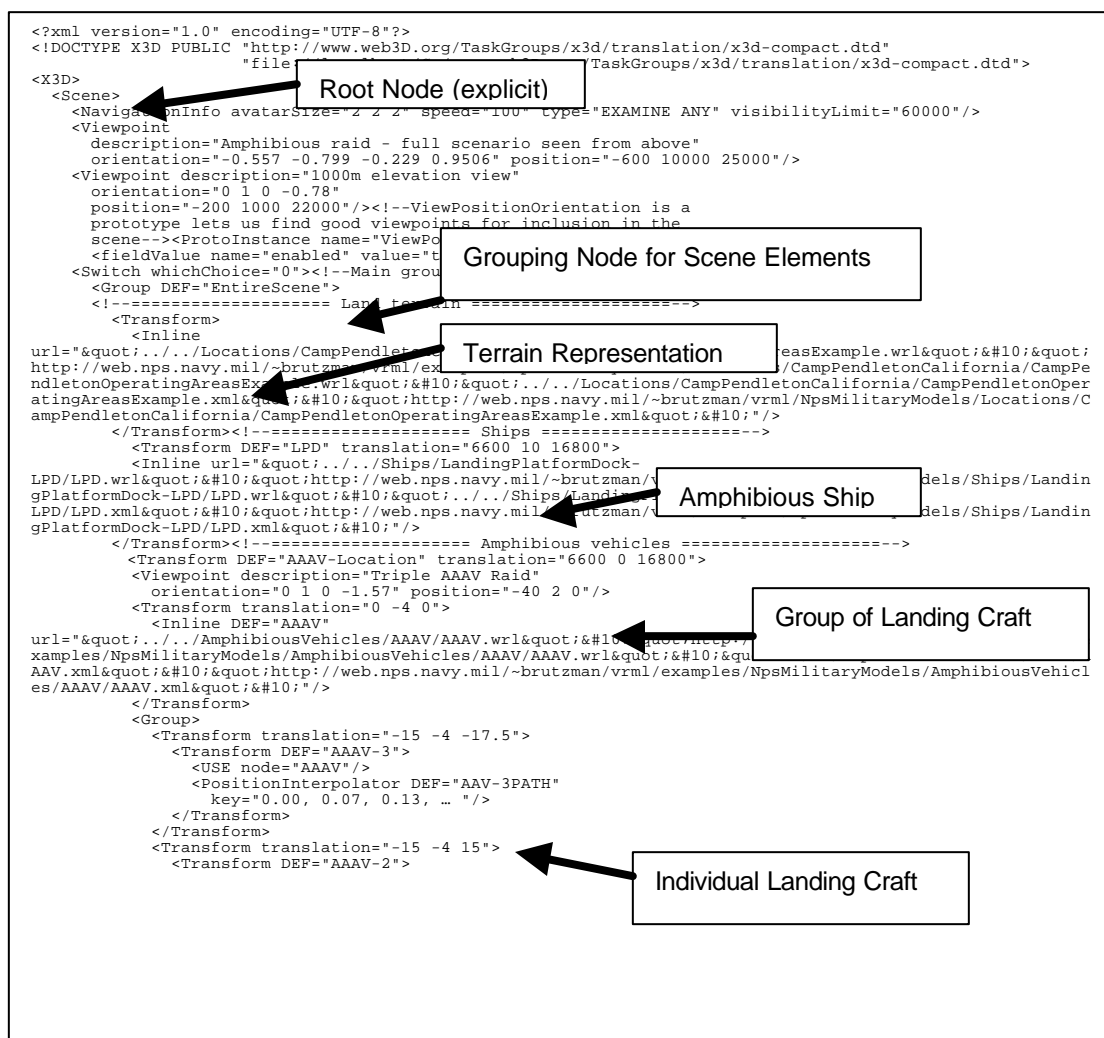 <?xml version="1.0" encoding="UTF-8"?>
<!DOCTYPE X3D PUBLIC "http://www.web3D.org/TaskGroups/x3d/translation/x3d-compact.dtd"
"file: /TaskGroups/x3d/translation/x3d-compact.dtd">
<X3D>
Root Node (explicit)
<Scene>
<NavigationInfo avatarSize="2 2 2" speed="100" type="EXAMINE ANY" visibilityLimit="60000"/>
<Viewpoint
description="Amphibious raid - full scenario seen from above"
orientation="-0.557 -0.799 -0.229 0.9506" position="-600 10000 25000"/>
<Viewpoint description="1000m elevation view"
orientation="0 1 0 -0.78"
position="-200 1000 22000"/><!--ViewPositionOrientation is a
prototype lets us find good viewpoints for inclusion in the
scene--><ProtoInstance name="ViewPo
<fieldValue name="enabled" value="t
Grouping Node for Scene Elements
<Switch whichChoice="0"><!--Main grou
<Group DEF="EntireScene">
<!--==================== Land terrain ====================-->
<Transform>
<Inline
Terrain Representation
url="&quot;../../Locations/CampPendleton reasExample.wrl&quot;&#10;&quot;
http://web.nps.navy.mil/~brutzman/vrml/ex s/CampPendletonCalifornia/CampPe
ndletonOperatingAreasExample.wrl&quot;&#10;&quot;../../Locations/CampPendletonCalifornia/CampPendletonOper
atingAreasExample.xml&quot;&#10;&quot;http://web.nps.navy.mil/~brutzman/vrml/NpsMilitaryModels/Locations/C
ampPendletonCalifornia/CampPendletonOperatingAreasExample.xml&quot;&#10;"/>
</Transform><!--==================== Ships ====================-->
<Transform DEF="LPD" translation="6600 10 16800">
<Inline url="&quot;../../Ships/LandingPlatformDock-
LPD/LPD.wrl&quot;&#10;&quot;http://web.nps.navy.mil/~brutzman/v dels/Ships/Landin
gPlatformDock-LPD/LPD.wrl&quot;&#10;&quot;../../Ships/Landing
Amphibious Ship
LPD/LPD.xml&quot;&#10;&quot;http://web.nps.navy.mil/~brutzman/v dels/Ships/Landin
gPlatformDock-LPD/LPD.xml&quot;&#10;"/>
</Transform><!--==================== Amphibious vehicles ====================-->
<Transform DEF="AAAV-Location" translation="6600 0 16800">
<Viewpoint description="Triple AAAV Raid"
orientation="0 1 0 -1.57" position="-40 2 0"/>
<Transform translation="0 -4 0">
Group of Landing Craft
<Inline DEF="AAAV"
url="&quot;../../AmphibiousVehicles/AAAV/AAAV.wrl&quot;&#10;&quot;http:/
xamples/NpsMilitaryModels/AmphibiousVehicles/AAAV/AAAV.wrl&quot;&#10;&qu
AAV.xml&quot;&#10;&quot;http://web.nps.navy.mil/~brutzman/vrml/examples/NpsMilitaryModels/AmphibiousVehicl
es/AAAV/AAAV.xml&quot;&#10;"/>
</Transform>
<Group>
<Transform translation="-15 -4 -17.5">
<Transform DEF="AAAV-3">
<USE node="AAAV"/>
<PositionInterpolator DEF="AAV-3PATH"
key="0.00, 0.07, 0.13, … "/>
</Transform>
</Transform>
<Transform translation="-15 -4 15">
<Transform DEF="AAAV-2">
Individual Landing Craft